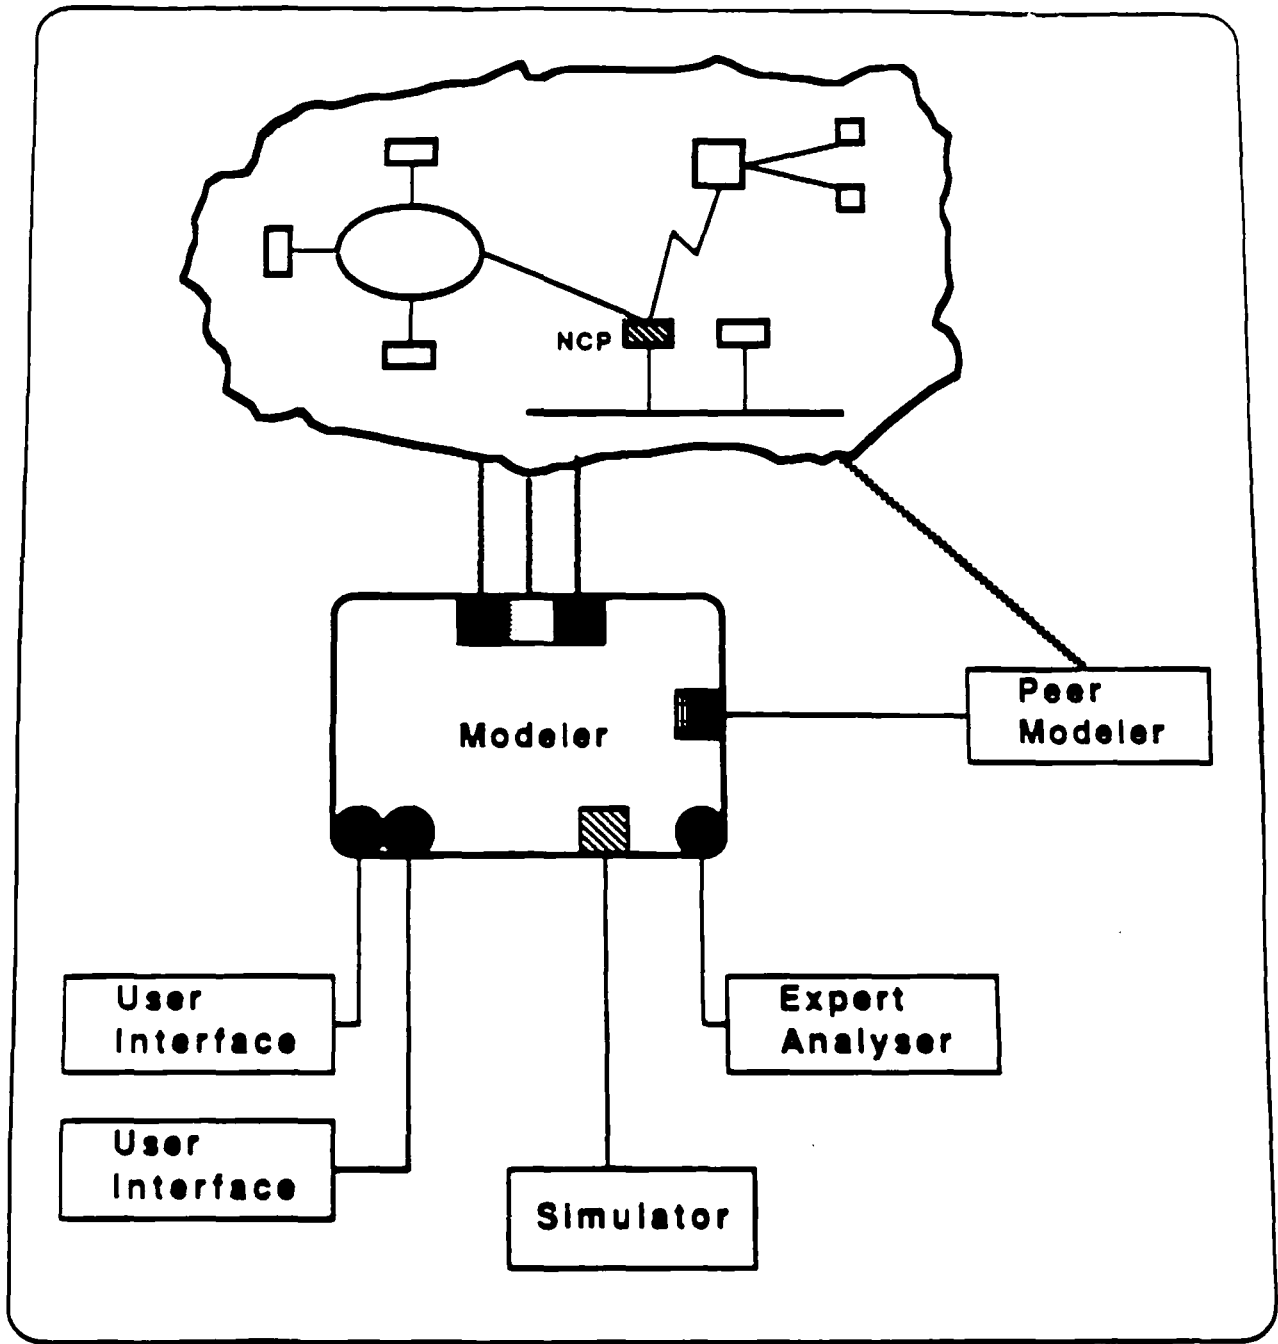 NCP
Modeler
Peer
Modeler
User
Interface
Expert
Analyser
User
Interface
Simulator